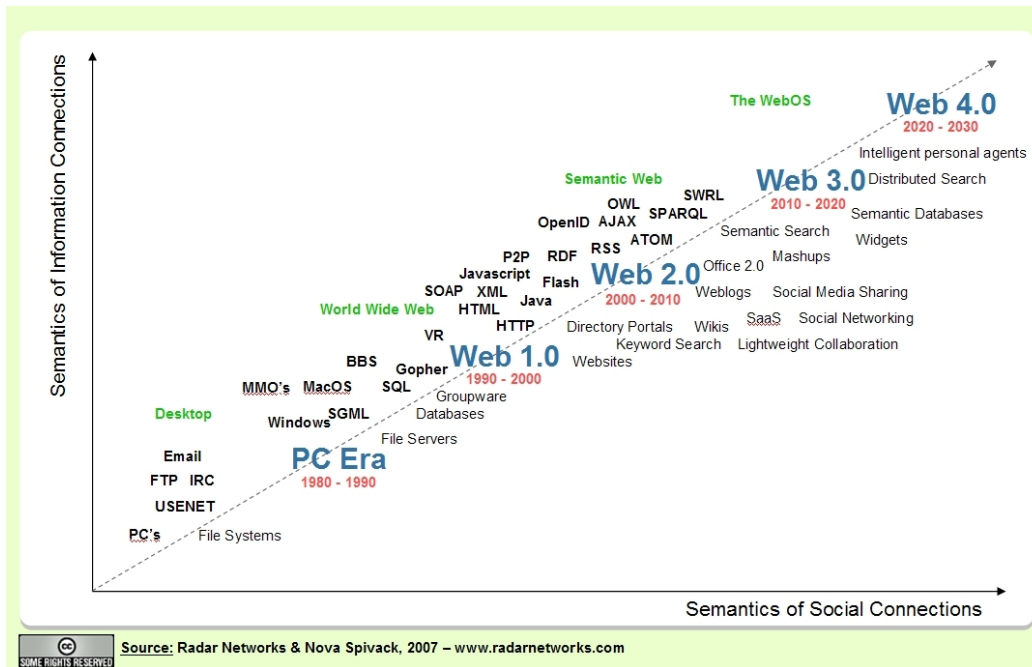 Semantics of Information Connections
The WebOS
Web 4.0
2020 - 2030
Intelligent personal agents
Semantic Web
Web 3.0
Distributed Search
2010 - 2020
SWRL
OWL
SPARQL
Semantic Databases
OpenID
AJAX
Semantic Search
Widgets
ATOM
RSS
P2P
RDF
Mashups
Office 2.0
Javascript
Web 2.0
Flash
2000 - 2010
Weblogs
Social Media Sharing
SOAP
XML
Java
World Wide Web
HTML
HTTP
Directory Portals
Wikis
SaaS
Social Networking
VR
Keyword Search
Lightweight Collaboration
Web 1.0
Websites
BBS
Gopher
1990 - 2000
MMO's
MacOS
SQL
Groupware
Desktop
Windows
SGML
Databases
File Servers
Email
PC Era
1980 - 1990
FTP
IRC
USENET
PC's
File Systems
Semantics of Social Connections
cc
SOME RIGHTS RESERVED
Source: Radar Networks & Nova Spivack, 2007 – www.radarnetworks.com